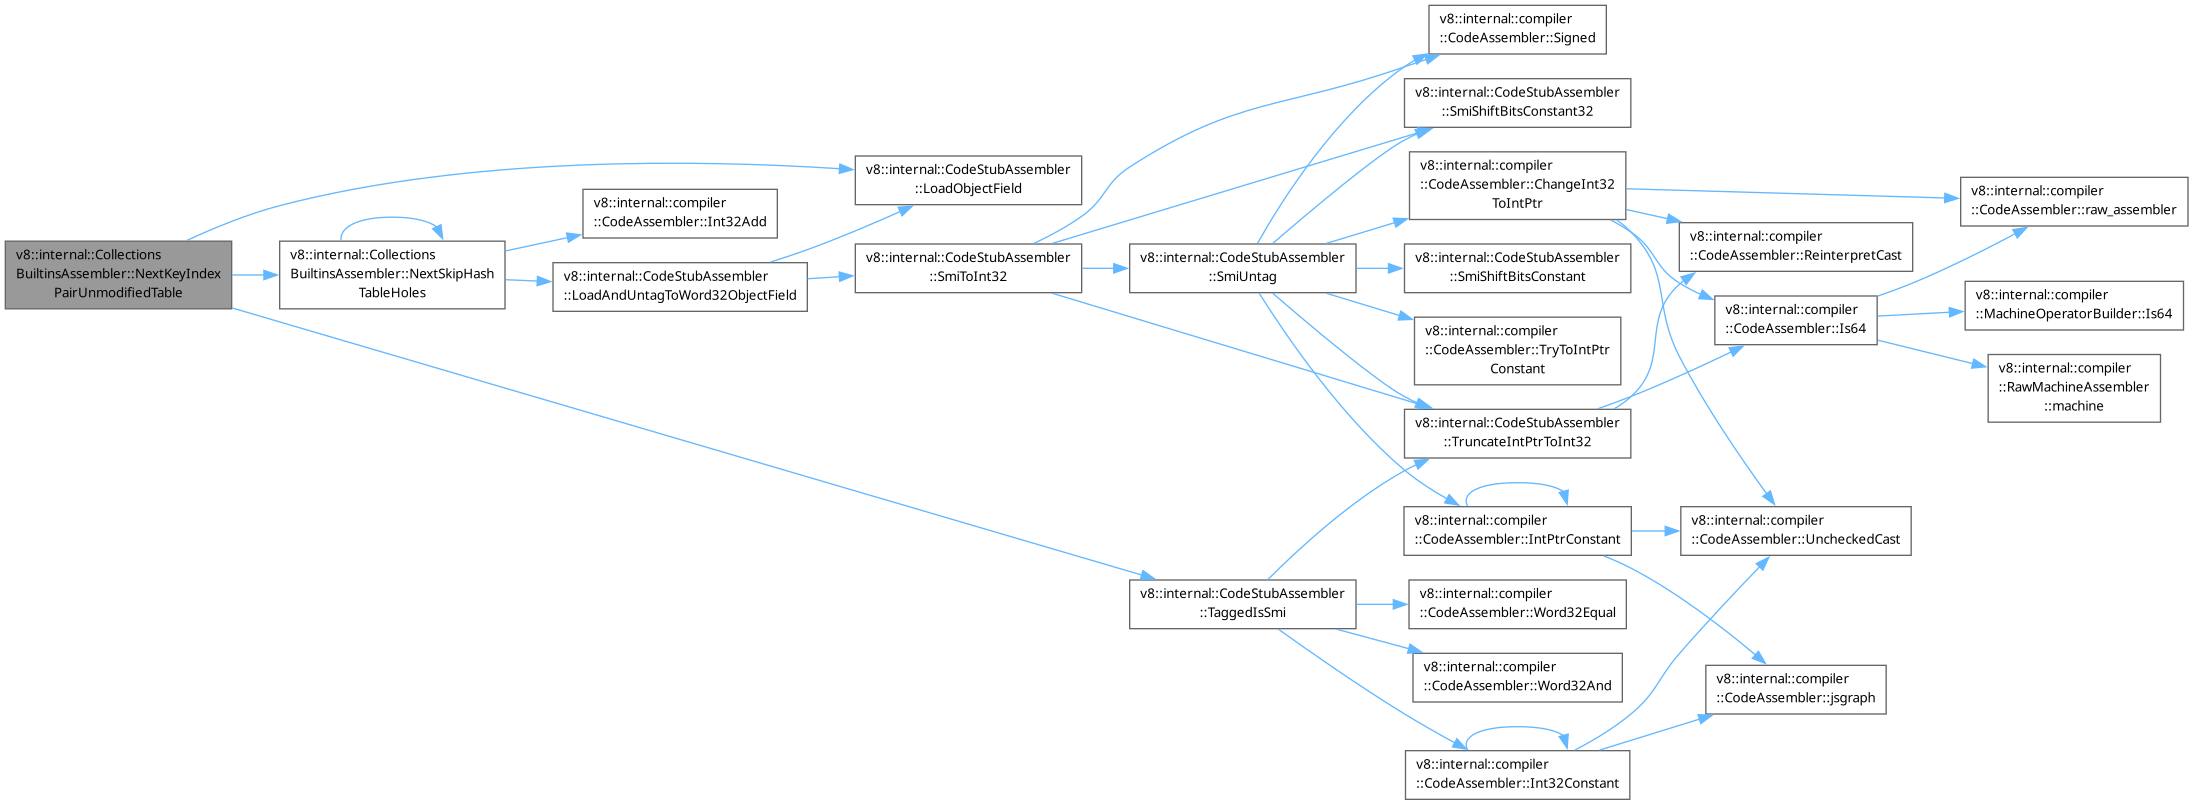 v8::internal::Collections
BuiltinsAssembler::NextKeyIndex
PairUnmodifiedTable
v8::internal::Collections
BuiltinsAssembler::NextSkipHash
TableHoles
v8::internal::compiler
::CodeAssembler::Int32Add
v8::internal::CodeStubAssembler
::LoadAndUntagToWord32ObjectField
v8::internal::CodeStubAssembler
::LoadObjectField
v8::internal::CodeStubAssembler
::SmiToInt32
v8::internal::CodeStubAssembler
::SmiUntag
v8::internal::CodeStubAssembler
::TaggedIsSmi
v8::internal::compiler
::CodeAssembler::Signed
v8::internal::CodeStubAssembler
::SmiShiftBitsConstant32
v8::internal::compiler
::CodeAssembler::ChangeInt32
ToIntPtr
v8::internal::CodeStubAssembler
::SmiShiftBitsConstant
v8::internal::compiler
::CodeAssembler::TryToIntPtr
Constant
v8::internal::CodeStubAssembler
::TruncateIntPtrToInt32
v8::internal::compiler
::CodeAssembler::IntPtrConstant
v8::internal::compiler
::CodeAssembler::Word32Equal
v8::internal::compiler
::CodeAssembler::Word32And
v8::internal::compiler
::CodeAssembler::Int32Constant
v8::internal::compiler
::CodeAssembler::ReinterpretCast
v8::internal::compiler
::CodeAssembler::Is64
v8::internal::compiler
::CodeAssembler::UncheckedCast
v8::internal::compiler
::CodeAssembler::jsgraph
v8::internal::compiler
::CodeAssembler::raw_assembler
v8::internal::compiler
::MachineOperatorBuilder::Is64
v8::internal::compiler
::RawMachineAssembler
::machine